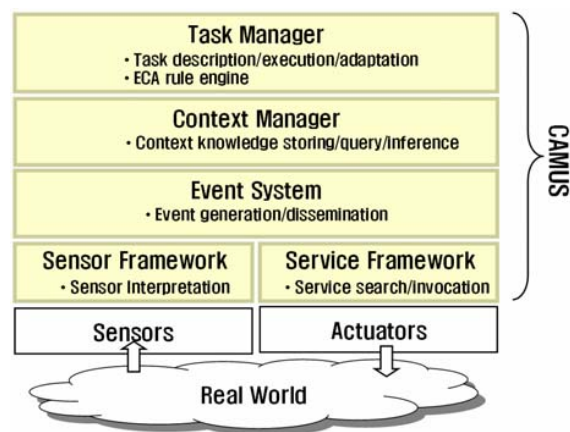 Task Manager
• Task description/execution/adaptation
• ECA rule engine
Context Manager
• Context knowledge storing/query/inference
Event System
• Event generation/dissemination
Sensor Framework
• Sensor Interpretation
Service Framework
• Service search/invocation
CAMUS
Sensors
Actuators
Real World